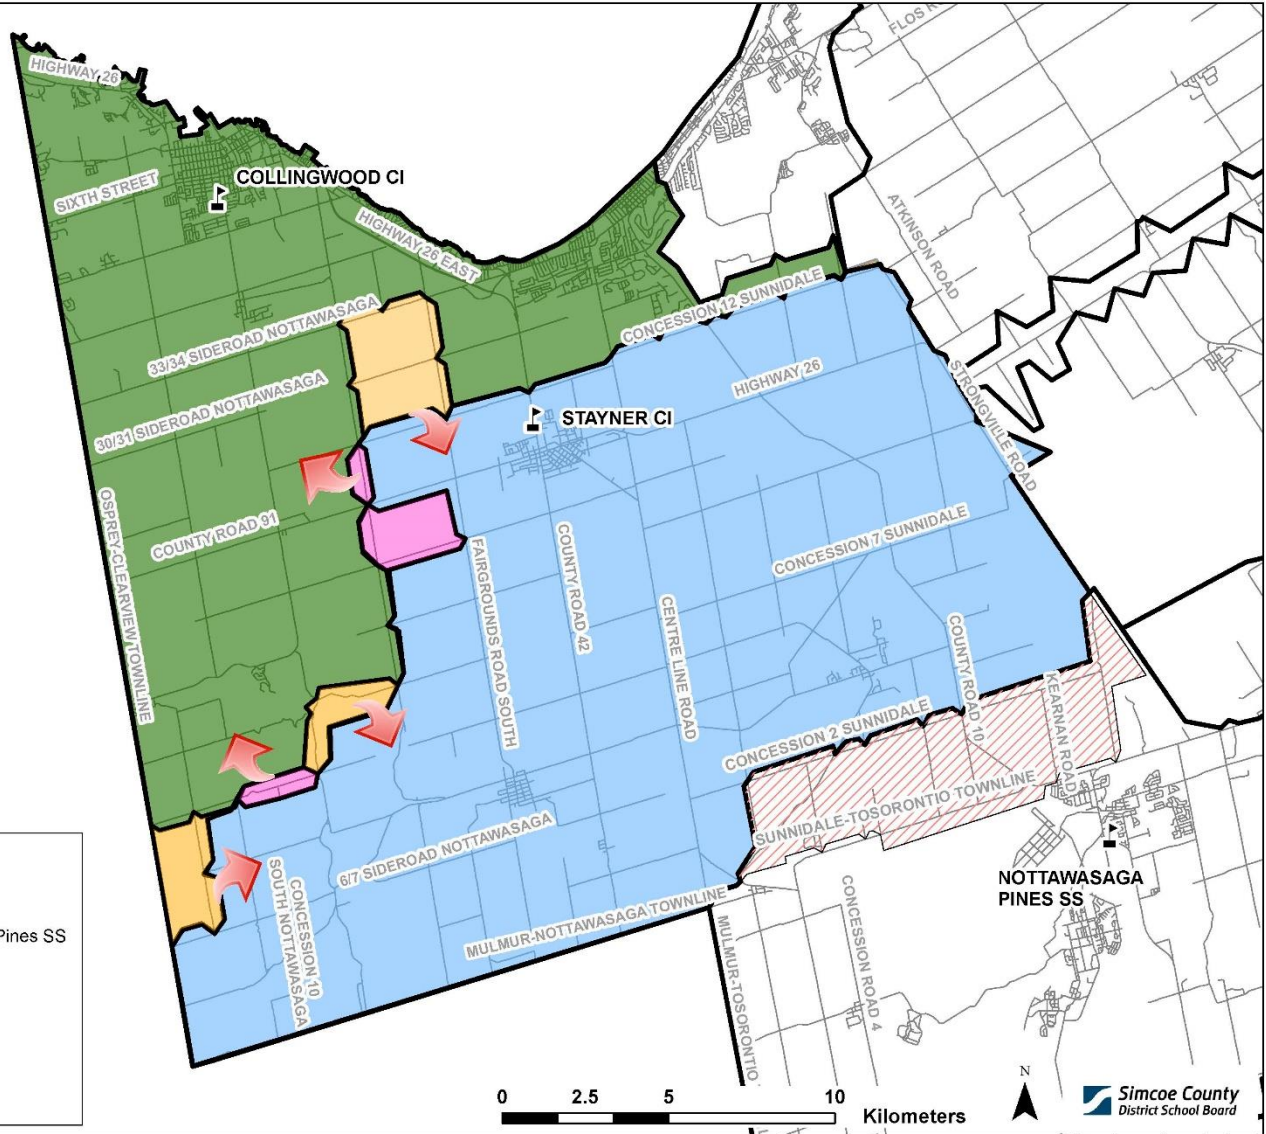 FLOS R
HIGHWAY 26
COLLINGWOOD CI
SIXTH STREET
ATKINSON ROAD
HIGHWAY 26 EAST
CONCESSION 12 SUNNIDALE
33/34 SIDEROAD NOTTAWASAGA
HIGHWAY 26
STRONGVILLE ROAD
30/31 SIDEROAD NOTTAWASAGA
STAYNER CI
OSPREY-CLEARVIEW TOWNLINE
COUNTY ROAD 91
CONCESSION 7 SUNNIDALE
FAIRGROUNDS ROAD SOUTH
COUNTY ROAD 42
CENTRE LINE ROAD
COUNTY ROAD 10
KEARNAN ROAD
CONCESSION 2 SUNNIDALE
SUNNIDALE-TOSORONTIO TOWNLINE
6/7 SIDEROAD NOTTAWASAGA
CONCESSION 10
SOUTH NOTTAWASAGA
NOTTAWASAGA
PINES SS
MULMUR-NOTTAWASAGA TOWNLINE
CONCESSION ROAD 4
MULMUR-TOSORONTIO
Pines SS
0 2.5 5 10
Kilometers
N
Simcoe County
District School Board